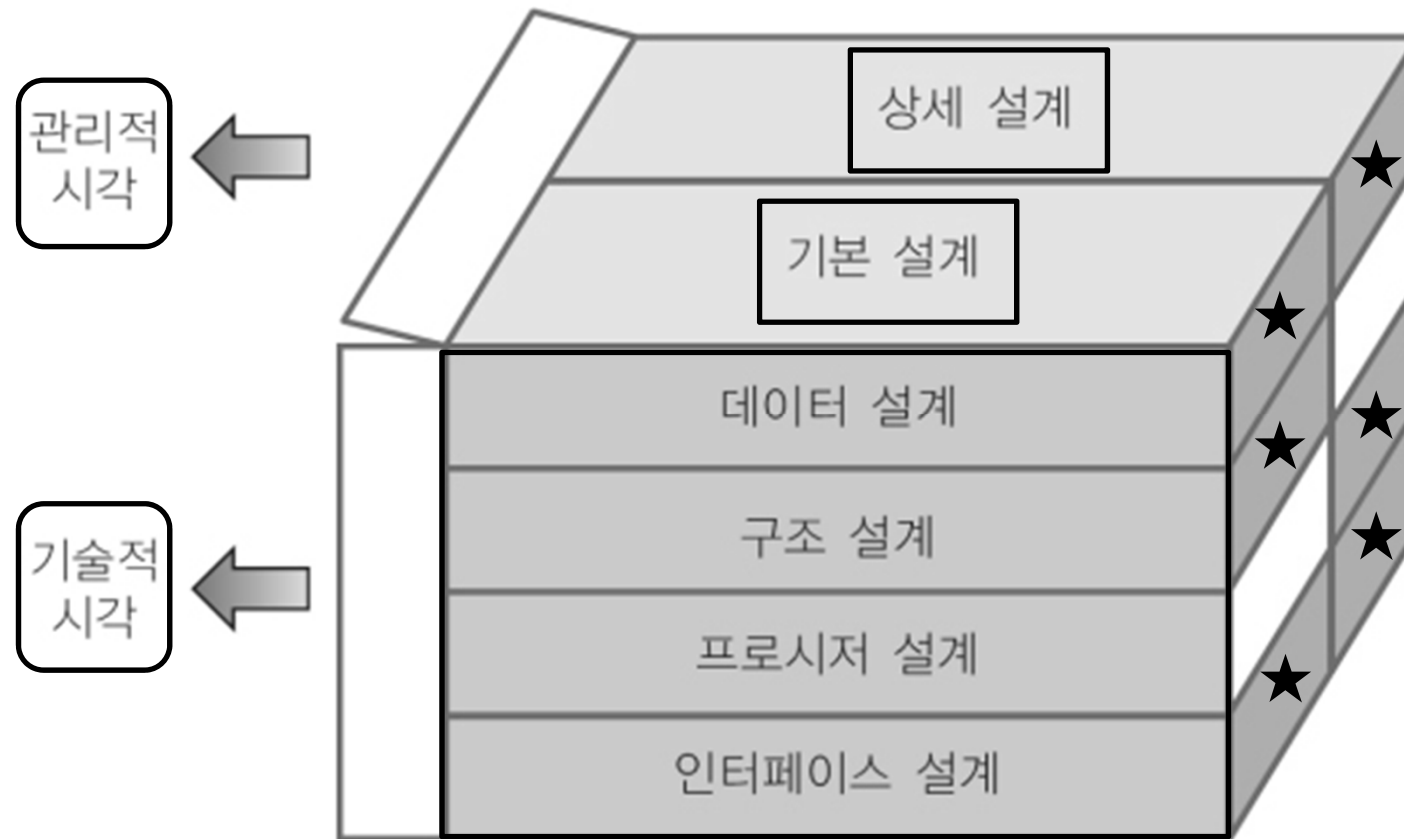 관리적
시각
상세 설계
기본 설계
데이터 설계
구조 설계
기술적
시각
프로시저 설계
인터페이스 설계